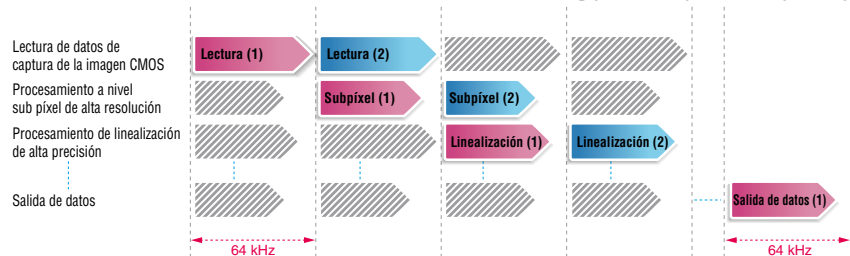 Lectura de datos de
captura de la imagen CMOS
Lectura (1)
Lectura (2)
Procesamiento a nivel
sub píxel de alta resolución
Subpíxel (1)
Subpíxel (2)
Procesamiento de linealización
de alta precisión
Linealización (1)
Linealización (2)
Salida de datos
Salida de datos (1)
64 kHz
64 kHz